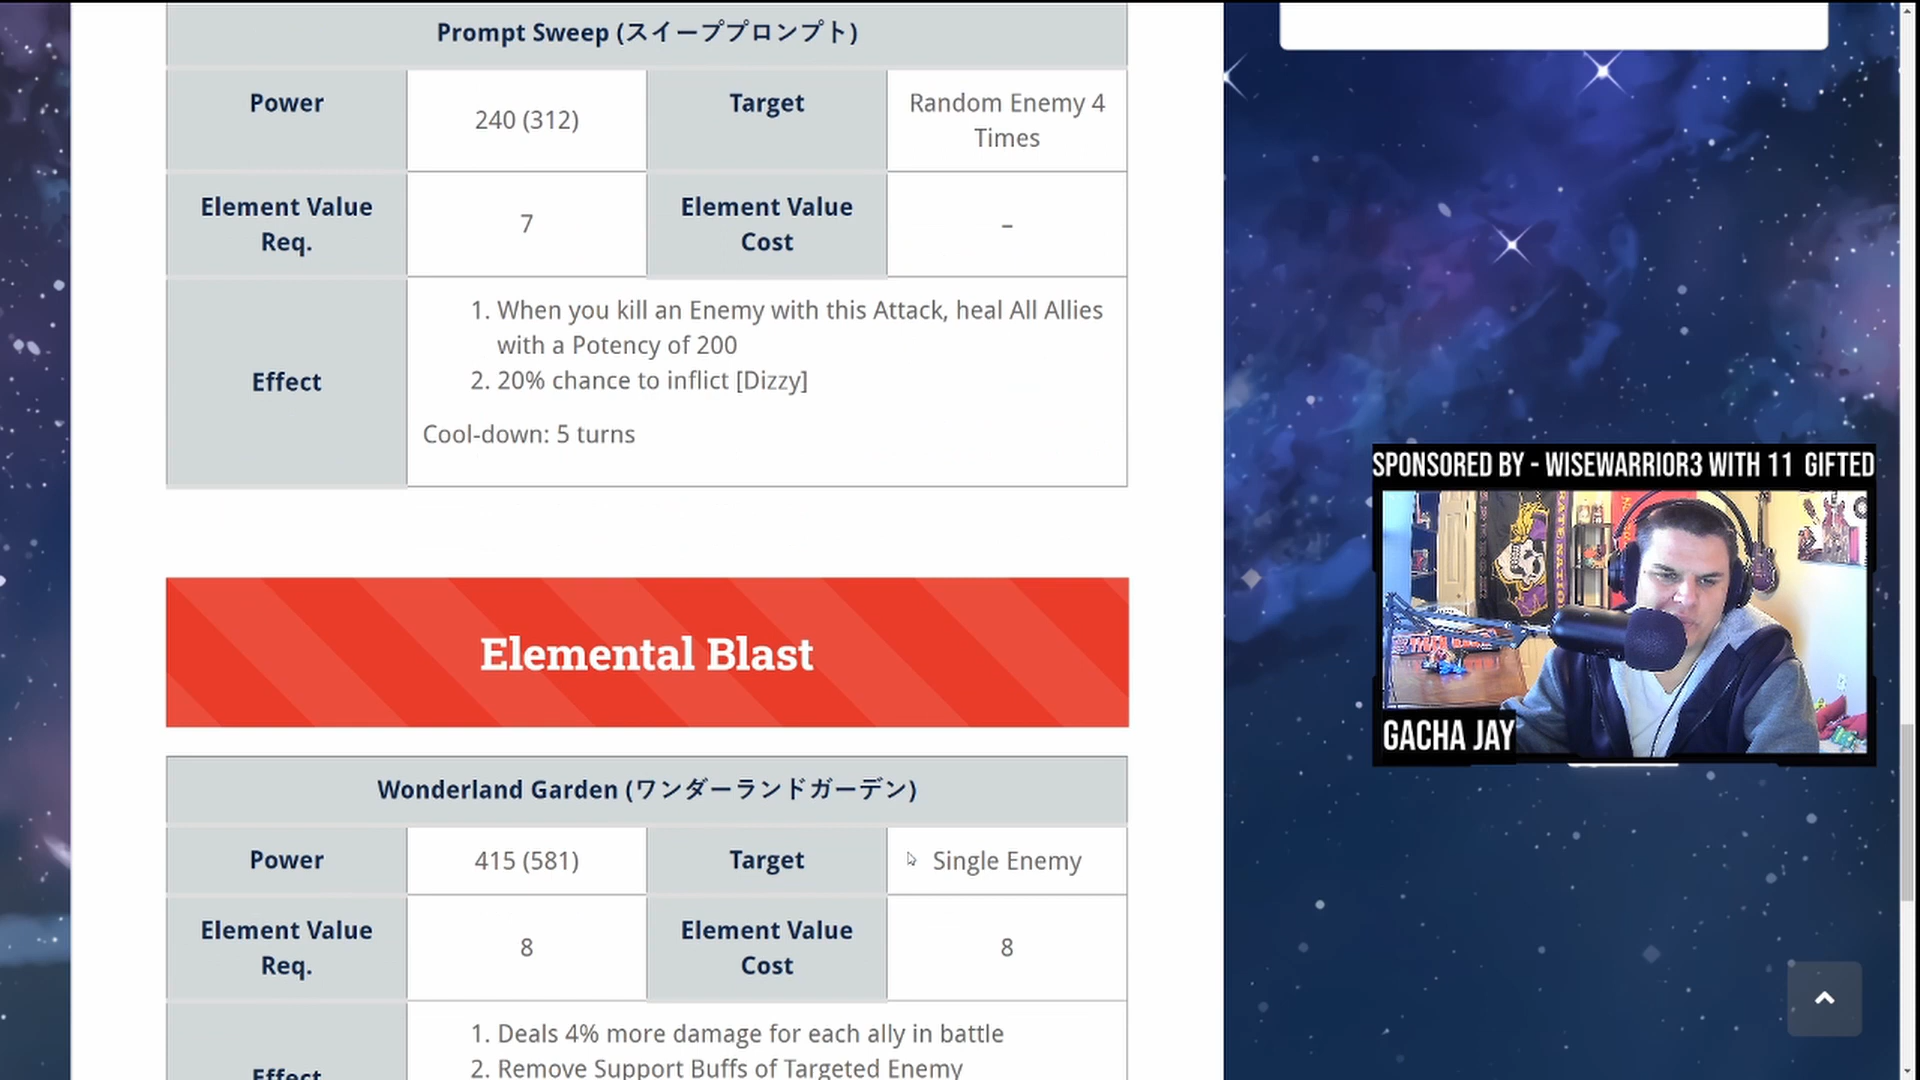 Prompt Sweep (スイーププロンプト)
Power
240 (312)
Target
Random Enemy 4
Times
Element Value
Req.
7
Element Value
Cost
–
Effect
1. When you kill an Enemy with this Attack, heal All Allies
with a Potency of 200
2. 20% chance to inflict [Dizzy]
Cool-down: 5 turns
SPONSORED BY - WISEWARRIOR3 WITH 11 GIFTED
GACHA JAY
Elemental Blast
Wonderland Garden (ワンダーランドガーデン)
Power
415 (581)
Target
Single Enemy
Element Value
Req.
8
Element Value
Cost
8
Effect
1. Deals 4% more damage for each ally in battle
2. Remove Support Buffs of Targeted Enemy